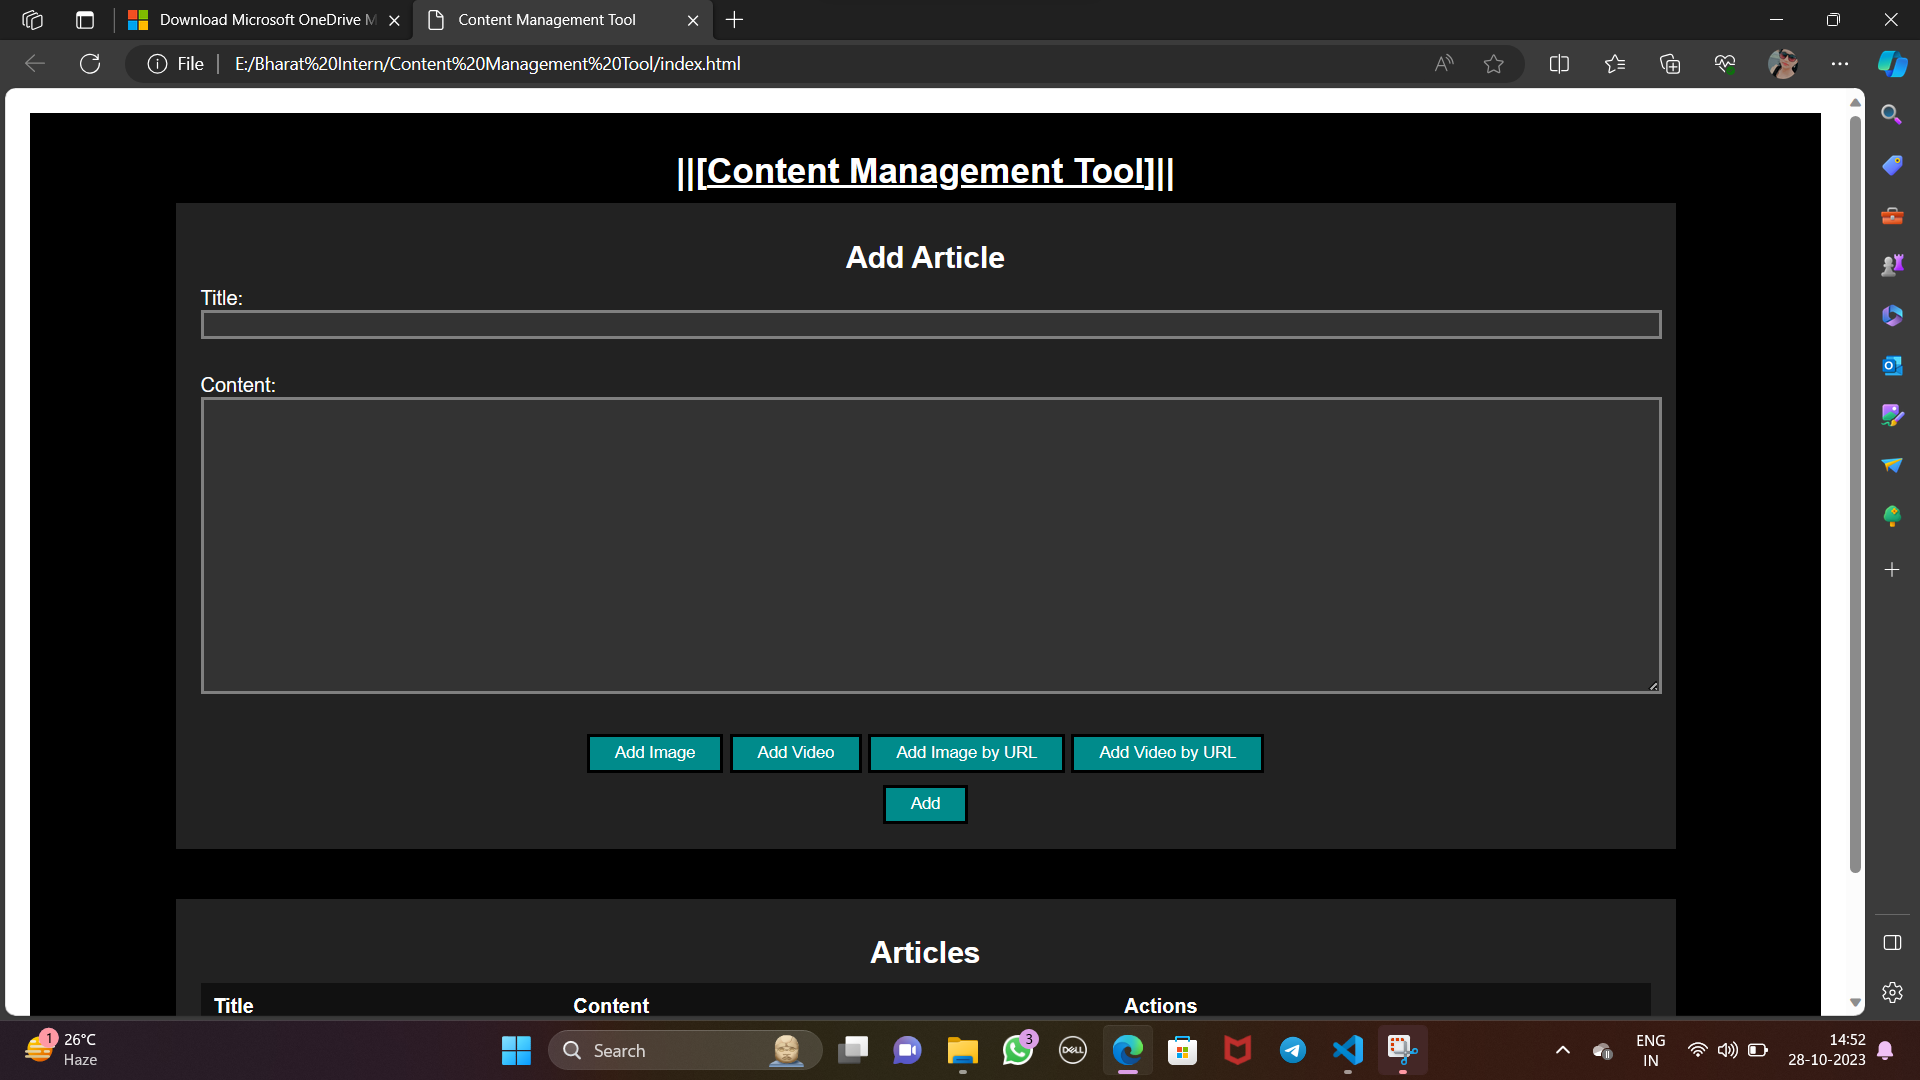 Download Microsoft OneDrive M
Content Management Tool
File
E:/Bharat%20Intern/Content%20Management%20Tool/index.html
||[Content Management Tool]||
Add Article
Title:
Content:
Add Image
Add Video
Add Image by URL
Add Video by URL
Add
Articles
Title
Content
Actions
1
26°C
Haze
Search
3
DELL
ENG
IN
14:52
28-10-2023